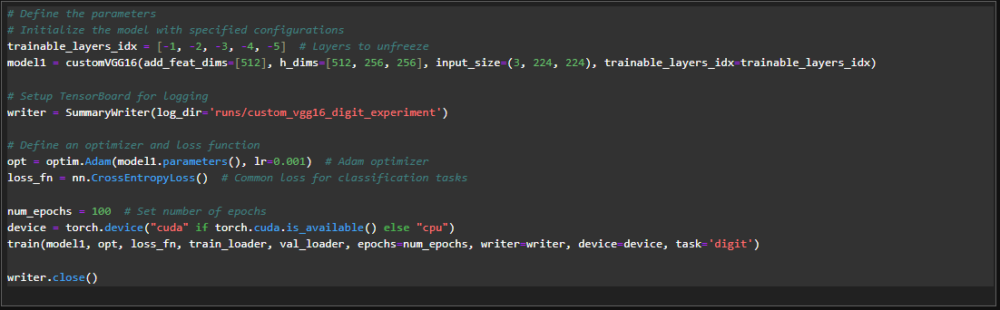 # Define the parameters
# Initialize the model with specified configurations
trainable_layers_idx = [-1, -2, -3, -4, -5]  # Layers to unfreeze
model1 = customVGG16(add_feat_dims=[512], h_dims=[512, 256, 256], input_size=(3, 224, 224), trainable_layers_idx=trainable_layers_idx)
# Setup TensorBoard for logging
writer = SummaryWriter(log_dir='runs/custom_vgg16_digit_experiment')
# Define an optimizer and loss function
opt = optim.Adam(model1.parameters(), lr=0.001)  # Adam optimizer
loss_fn = nn.CrossEntropyLoss()  # Common loss for classification tasks
num_epochs = 100  # Set number of epochs
device = torch.device("cuda" if torch.cuda.is_available() else "cpu")
train(model1, opt, loss_fn, train_loader, val_loader, epochs=num_epochs, writer=writer, device=device, task='digit')
writer.close()